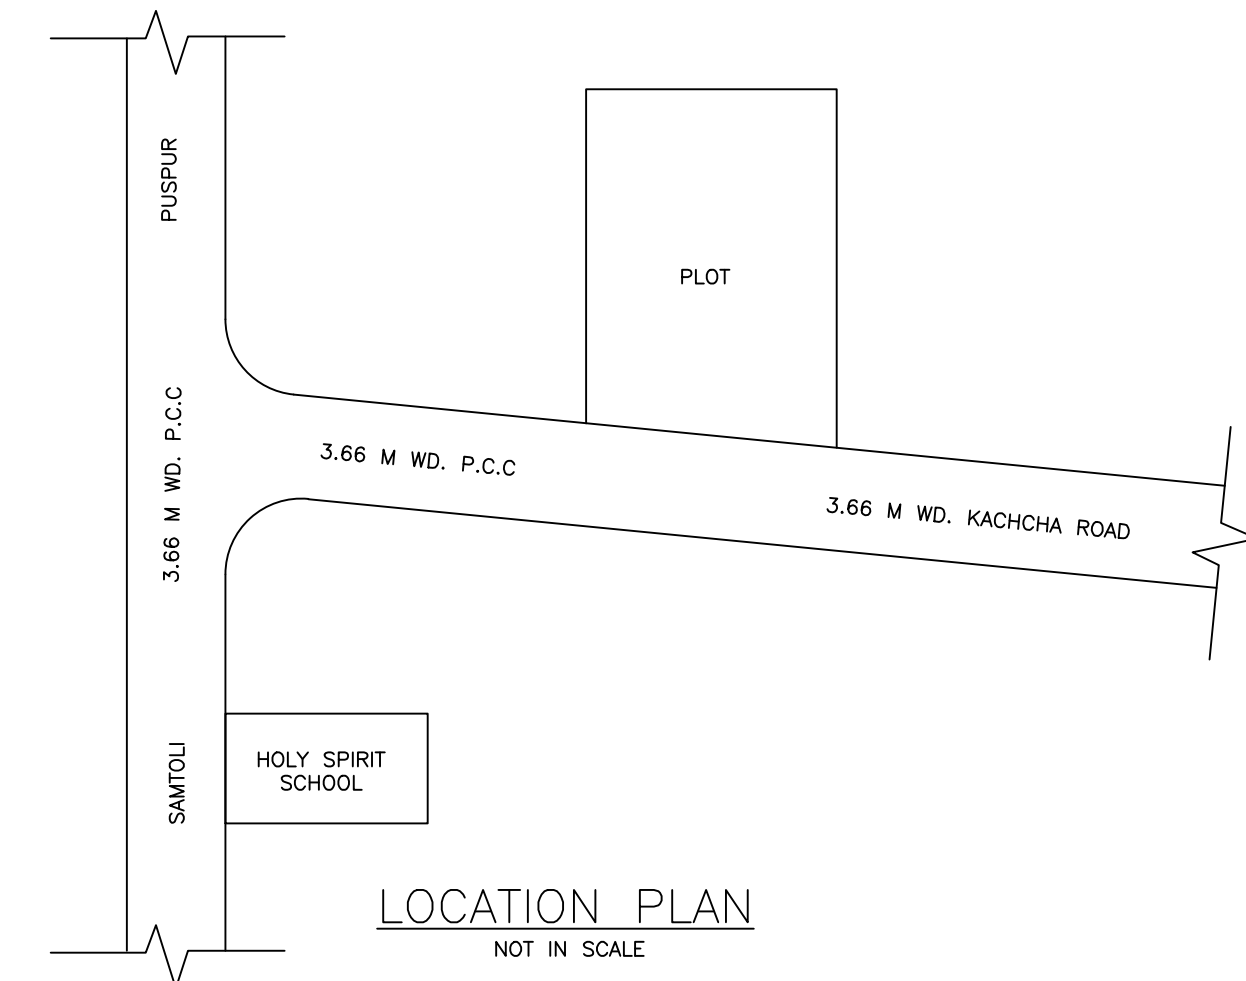 PUSPUR
PLOT
3.66 M WD. P.C.C
3.66 M WD. P.C.C
3.66 M WD. KACHCHA ROAD
SAMTOLI
HOLY SPIRIT
SCHOOL
LOCATION PLAN
NOT IN SCALE